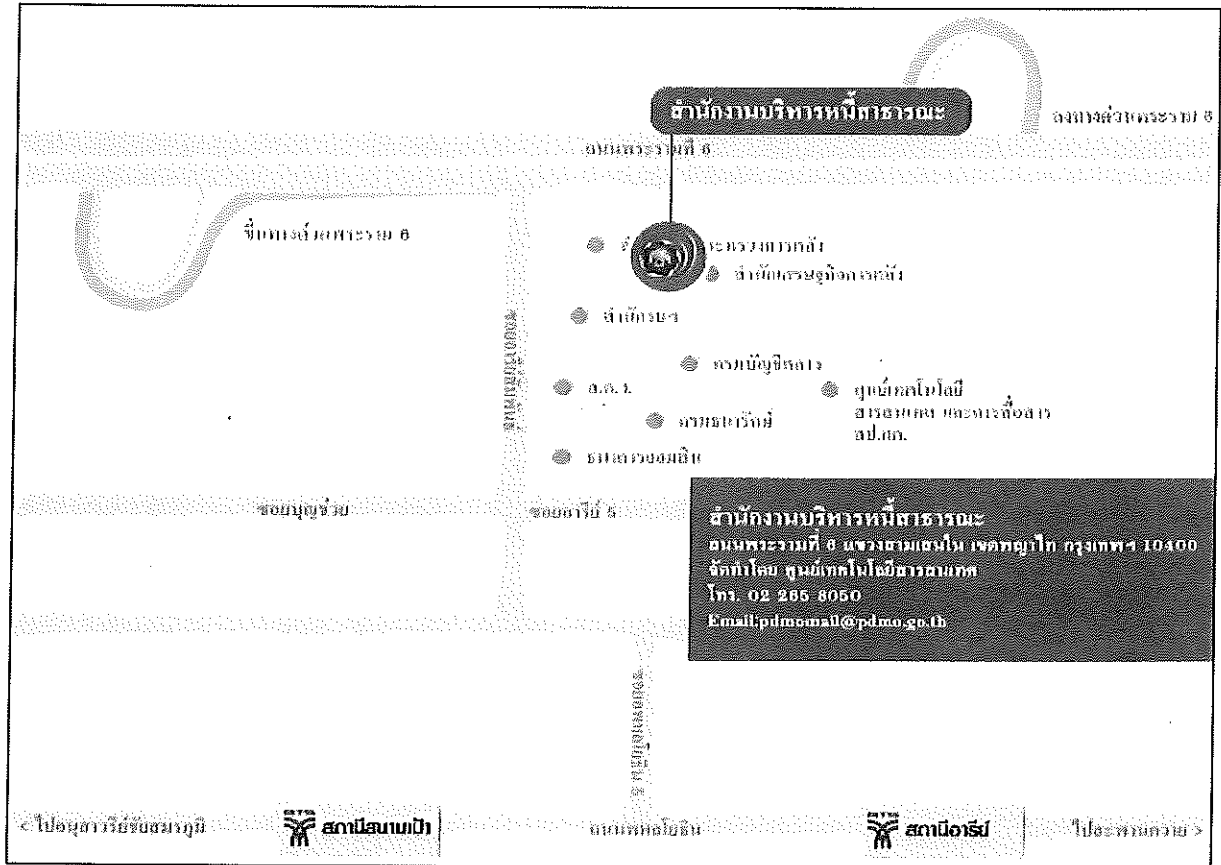 สำนักงานบริหารหนี้สาธารณะ
ลงทางด่วนพระราม 6
ถนนพระรามที่ 6
ขึ้นทางด่วนพระราม 6
กระทรวงการคลัง
สำนักเศรษฐกิจการคลัง
สำนักรมฯ
กรมบัญชีกลาง
ส.ค.ร.
ศูนย์เทคโนโลยี
สารสนเทศ และการสื่อสาร
สป.กค.
กรมธนารักษ์
ธนาคารออมสิน
ซอยอารีย์สัมพันธ์
ซอยบุญช่วย
ซอยอารีย์ 5
สำนักงานบริหารหนี้สาธารณะ
ถนนพระรามที่ 6 แขวงสามเสนใน เขตพญาไท กรุงเทพฯ 10400
จัดทำโดย ศูนย์เทคโนโลยีสารสนเทศ
โทร. 02 265 8050
Email:pdmomail@pdmo.go.th
< ไปอนุสาวรีย์ชัยสมรภูมิ
BTS
สถานีสนามเป้า
ถนนพหลโยธิน
BTS
สถานีอารีย์
ไปสะพานควาย >